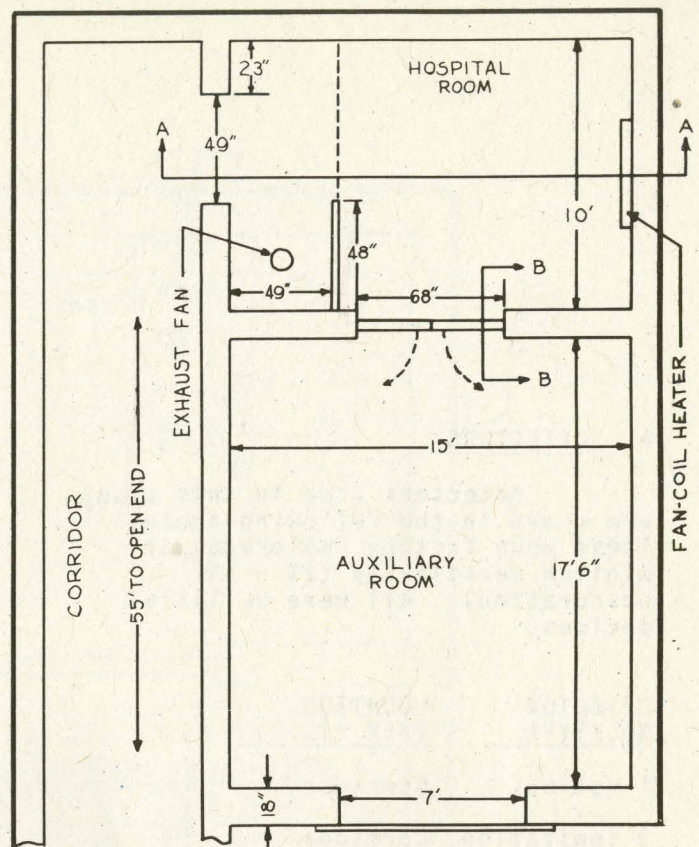 23"
HOSPITAL
ROOM
A
A
49"
10'
48"
EXHAUST FAN
49"
68"
B
B
FAN-COIL HEATER
15'
CORRIDOR
55' TO OPEN END
AUXILIARY
ROOM
17'6"
18"
7'